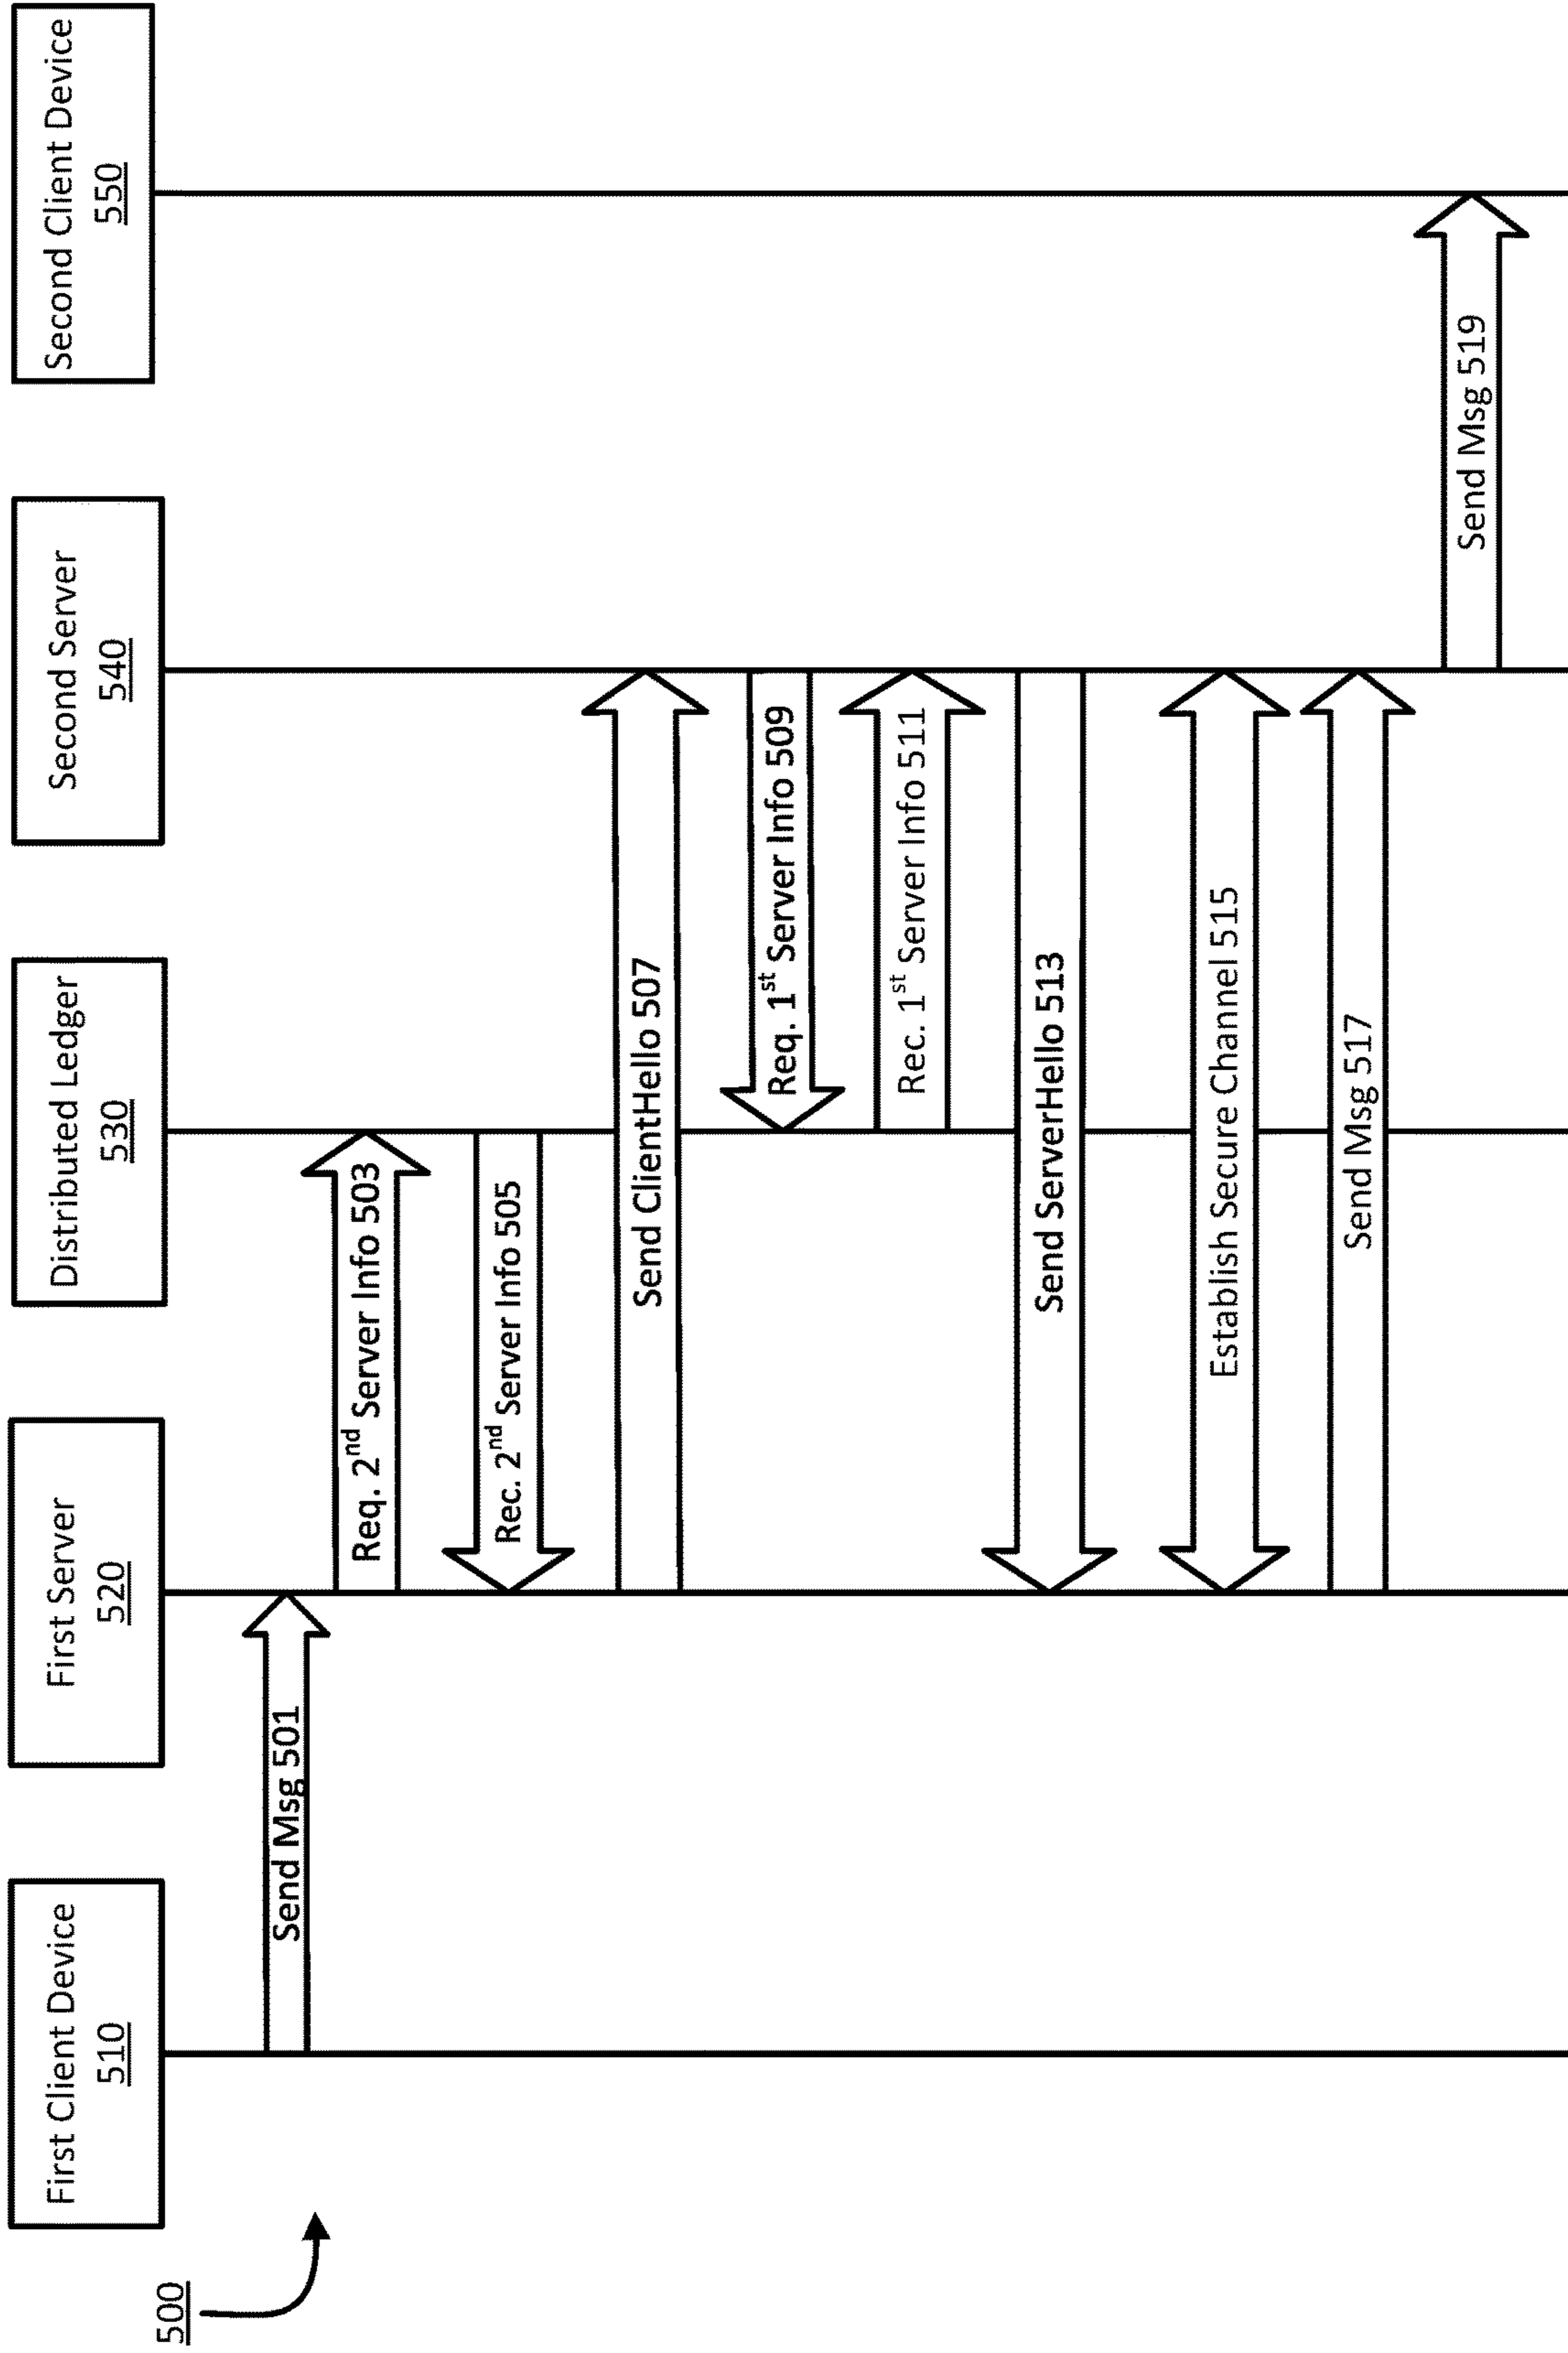 500
First Client Device
510
First Server
520
Distributed Ledger
530
Second Server
540
Second Client Device
550
Send Msg 501
Req. 2nd Server Info 503
Rec. 2nd Server Info 505
Send ClientHello 507
Req. 1st Server Info 509
Rec. 1st Server Info 511
Send ServerHello 513
Establish Secure Channel 515
Send Msg 517
Send Msg 519